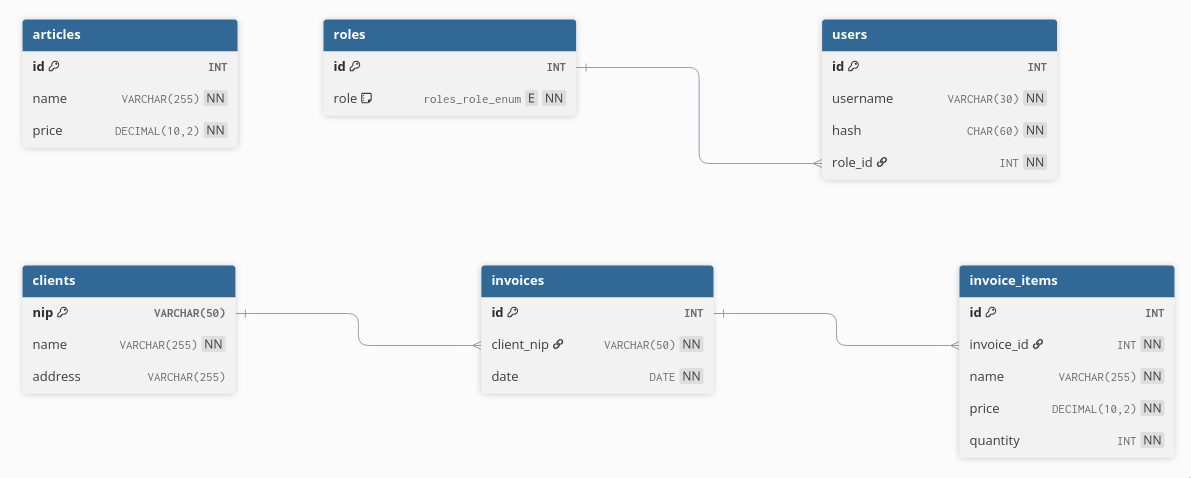 articles
id INT
name VARCHAR(255) NN
price DECIMAL(10,2) NN
roles
id INT
role roles_role_enum E NN
users
id INT
username VARCHAR(30) NN
hash CHAR(60) NN
role_id INT NN
clients
nip VARCHAR(50)
name VARCHAR(255) NN
address VARCHAR(255)
invoices
id INT
client_nip VARCHAR(50) NN
date DATE NN
invoice_items
id INT
invoice_id INT NN
name VARCHAR(255) NN
price DECIMAL(10,2) NN
quantity INT NN